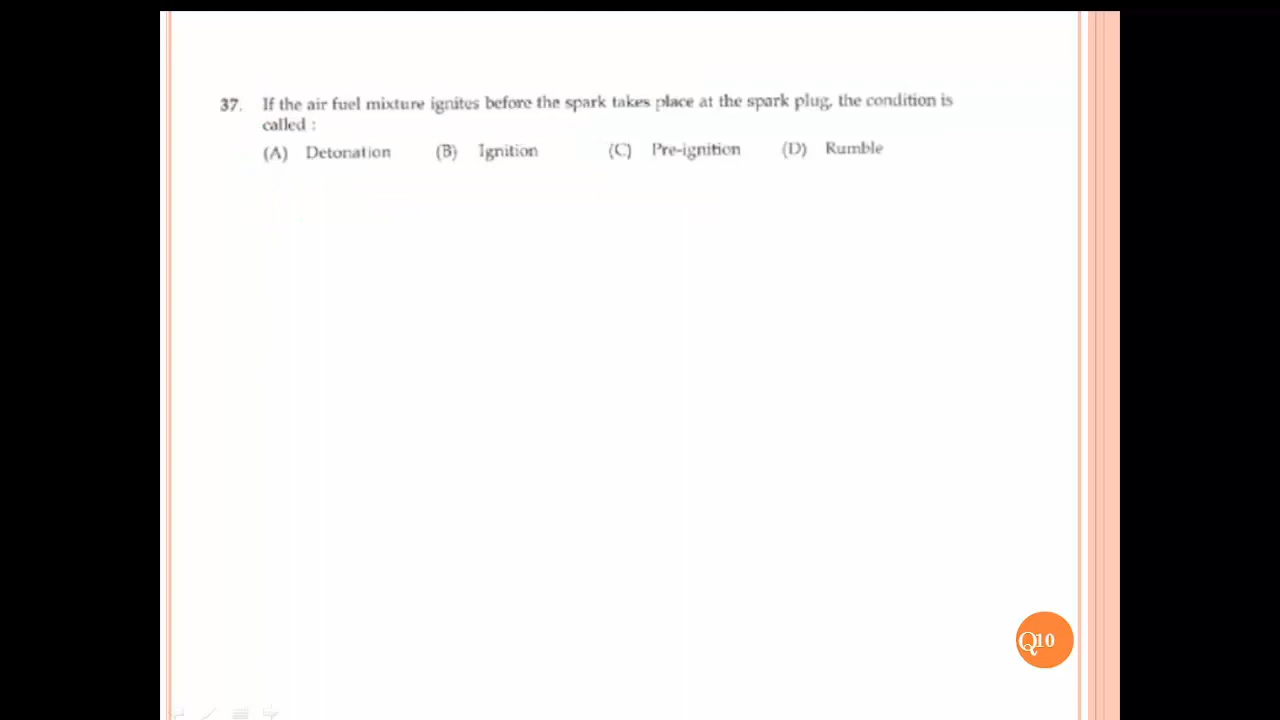 37. If the air fuel mixture ignites before the spark takes place at the spark plug, the condition is
called :
(A) Detonation (B) Ignition (C) Pre-ignition (D) Rumble
Q10